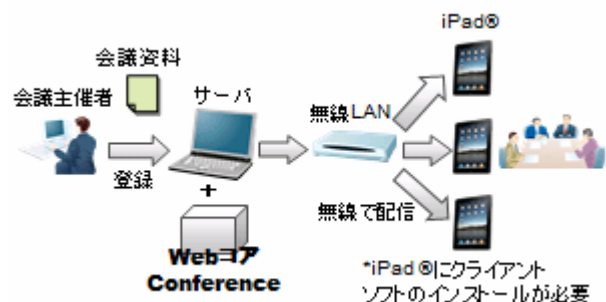 iPad®
会議資料
会議主催者
サーバ
無線LAN
登録
+
無線で配信
Webコア
Conference
*iPad®にクライアント
ソフトのインストールが必要